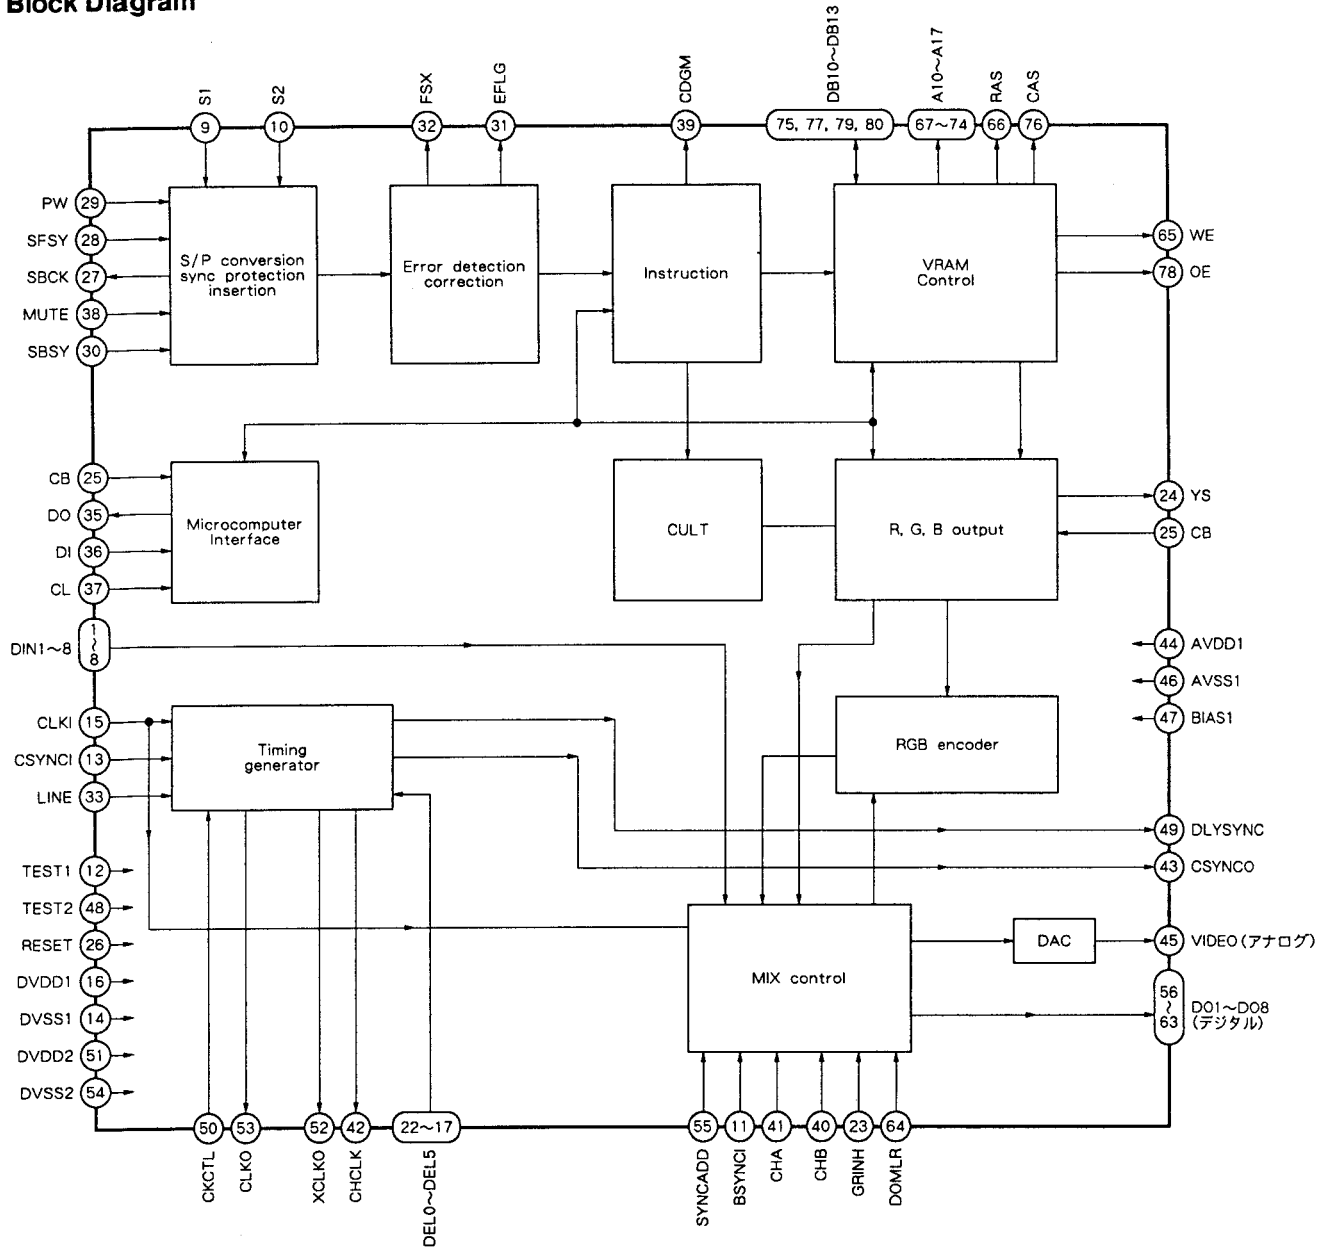 Block Diagram
S1
S2
FSX
EFLG
CDGM
DB10~DB13
A10~A17
RAS
CAS
9
10
32
31
39
75, 77, 79, 80
67~74
66
76
PW 29
SFSY 28
SBCK 27
MUTE 38
SBSY 30
S/P conversion
sync protection
insertion
Error detection
correction
Instruction
VRAM
Control
65 WE
78 OE
CB 25
DO 35
DI 36
CL 37
Microcomputer
Interface
CULT
R, G, B output
24 YS
25 CB
DIN1~8 1~8
44 AVDD1
46 AVSS1
47 BIAS1
CLKI 15
CSYNCI 13
LINE 33
Timing
generator
RGB encoder
49 DLYSYNC
43 CSYNCO
TEST1 12
TEST2 48
RESET 26
DVDD1 16
DVSS1 14
DVDD2 51
DVSS2 54
MIX control
DAC
45 VIDEO(アナログ)
56~63 DO1~DO8
(デジタル)
50
53
52
42
22~17
55
11
41
40
23
64
CKCTL
CLKO
XCLKO
CHCLK
DEL0~DEL5
SYNCADD
BSYNCI
CHA
CHB
GRINH
DOMLR